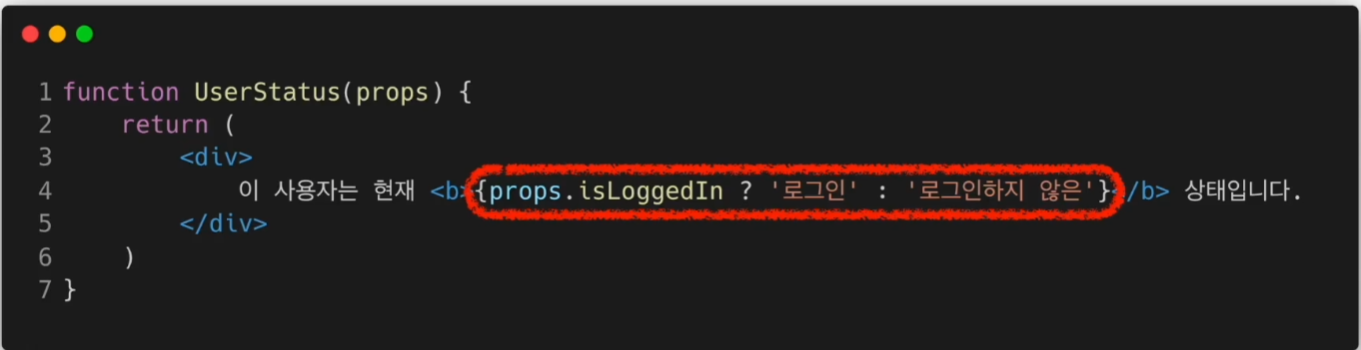 1 function UserStatus(props) {
2     return (
3         <div>
4             이 사용자는 현재 <b>{props.isLoggedIn ? '로그인' : '로그인하지 않은'}</b> 상태입니다.
5         </div>
6     )
7 }